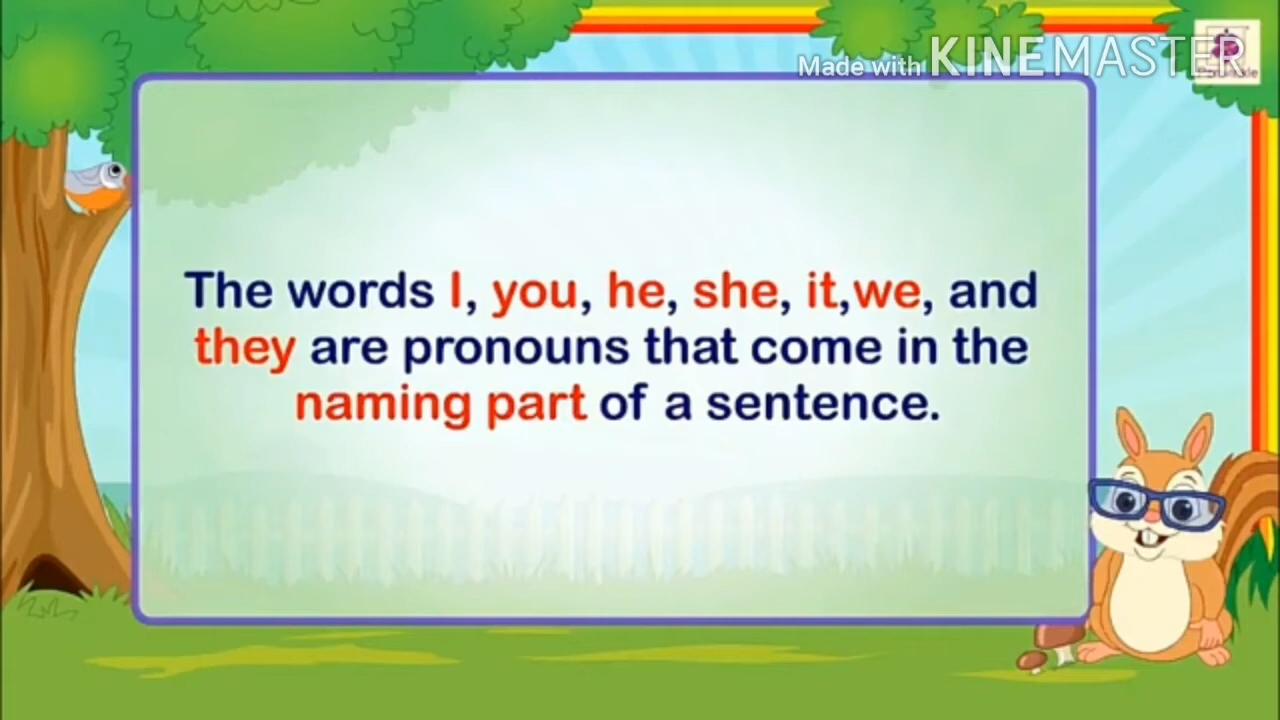 Made with KINEMASTER
The words I, you, he, she, it,we, and
they are pronouns that come in the
naming part of a sentence.